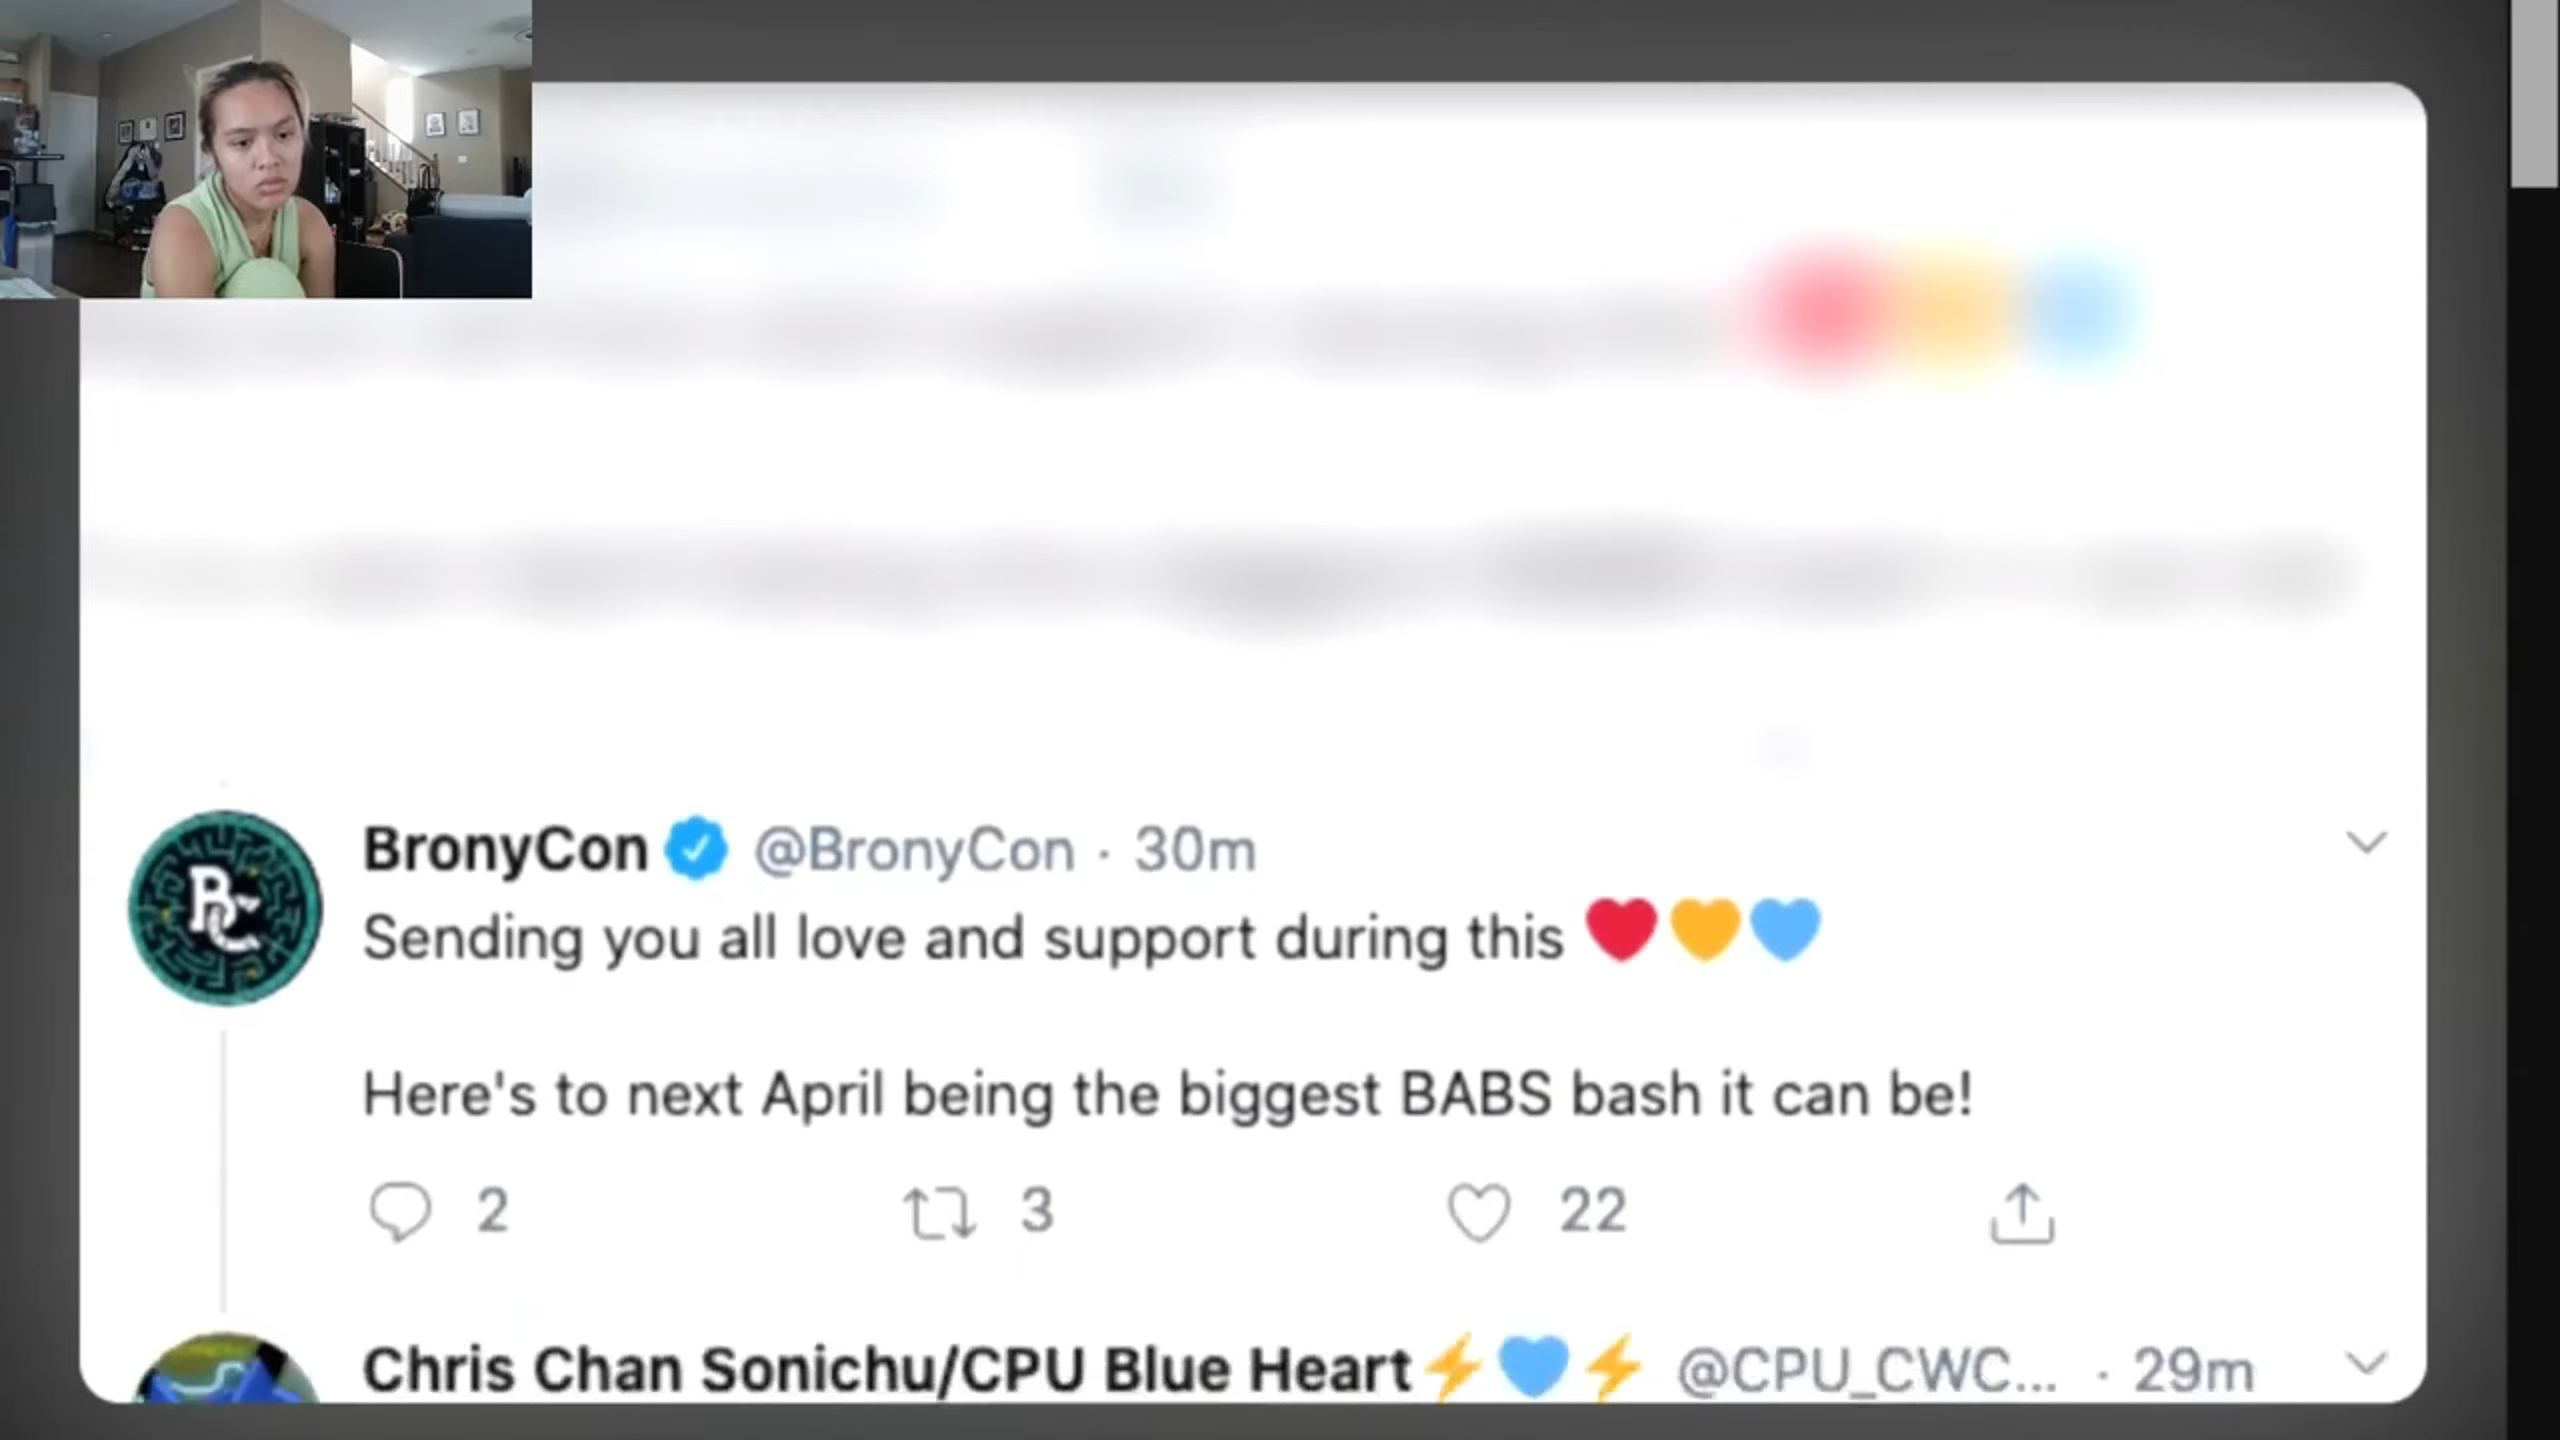 BronyCon @BronyCon · 30m
Sending you all love and support during this ❤️💛💙
Here's to next April being the biggest BABS bash it can be!
2 3 22
Chris Chan Sonichu/CPU Blue Heart⚡💙⚡ @CPU_CWC... · 29m
BC